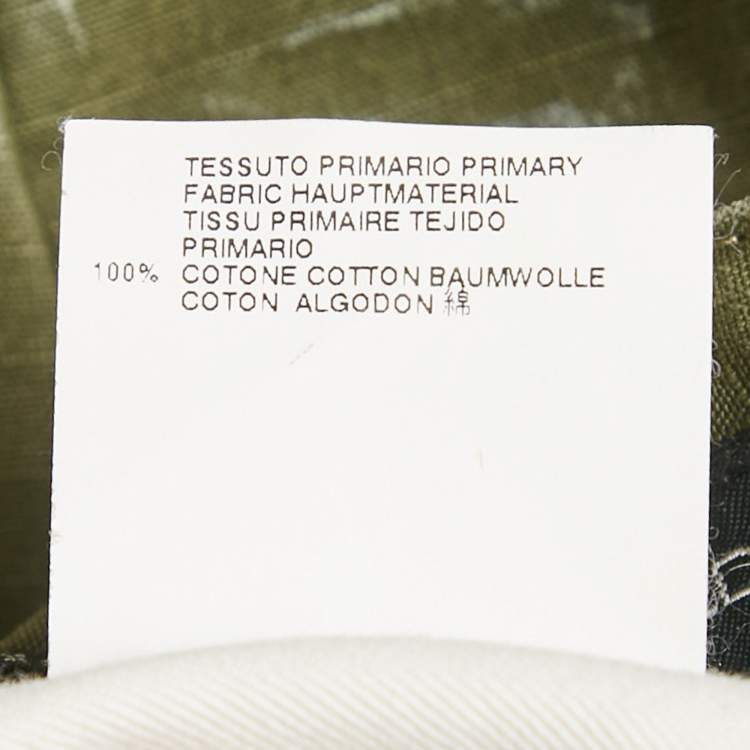 TESSUTO PRIMARIO PRIMARY
FABRIC HAUPTMATERIAL
TISSU PRIMAIRE TEJIDO
PRIMARIO
100% COTONE COTTON BAUMWOLLE
COTON ALGODON 綿